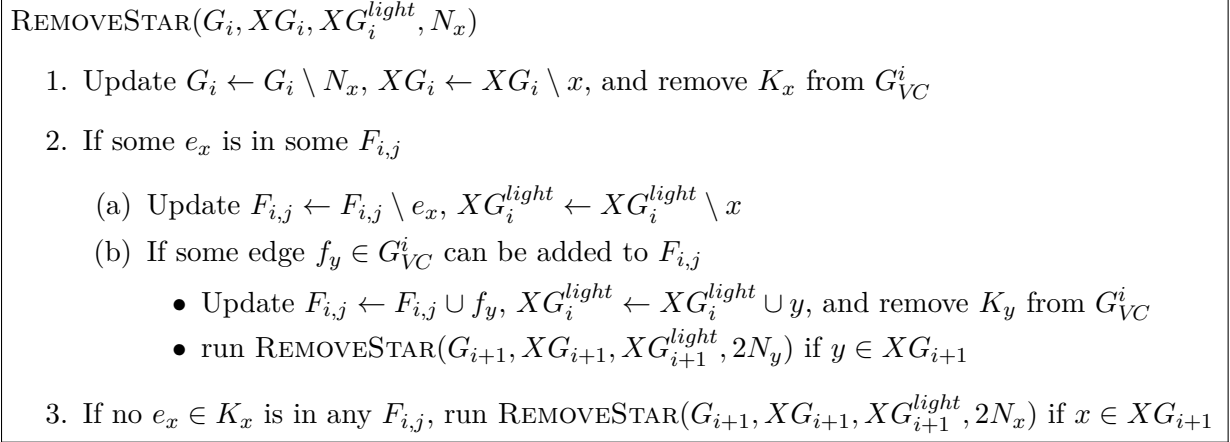 REMOVESTAR(G_i, XG_i, XG_i^{light}, N_x)
1. Update G_i ← G_i \ N_x, XG_i ← XG_i \ x, and remove K_x from G_{VC}^i
2. If some e_x is in some F_{i,j}
(a) Update F_{i,j} ← F_{i,j} \ e_x, XG_i^{light} ← XG_i^{light} \ x
(b) If some edge f_y ∈ G_{VC}^i can be added to F_{i,j}
• Update F_{i,j} ← F_{i,j} ∪ f_y, XG_i^{light} ← XG_i^{light} ∪ y, and remove K_y from G_{VC}^i
• run REMOVESTAR(G_{i+1}, XG_{i+1}, XG_{i+1}^{light}, 2N_y) if y ∈ XG_{i+1}
3. If no e_x ∈ K_x is in any F_{i,j}, run REMOVESTAR(G_{i+1}, XG_{i+1}, XG_{i+1}^{light}, 2N_x) if x ∈ XG_{i+1}